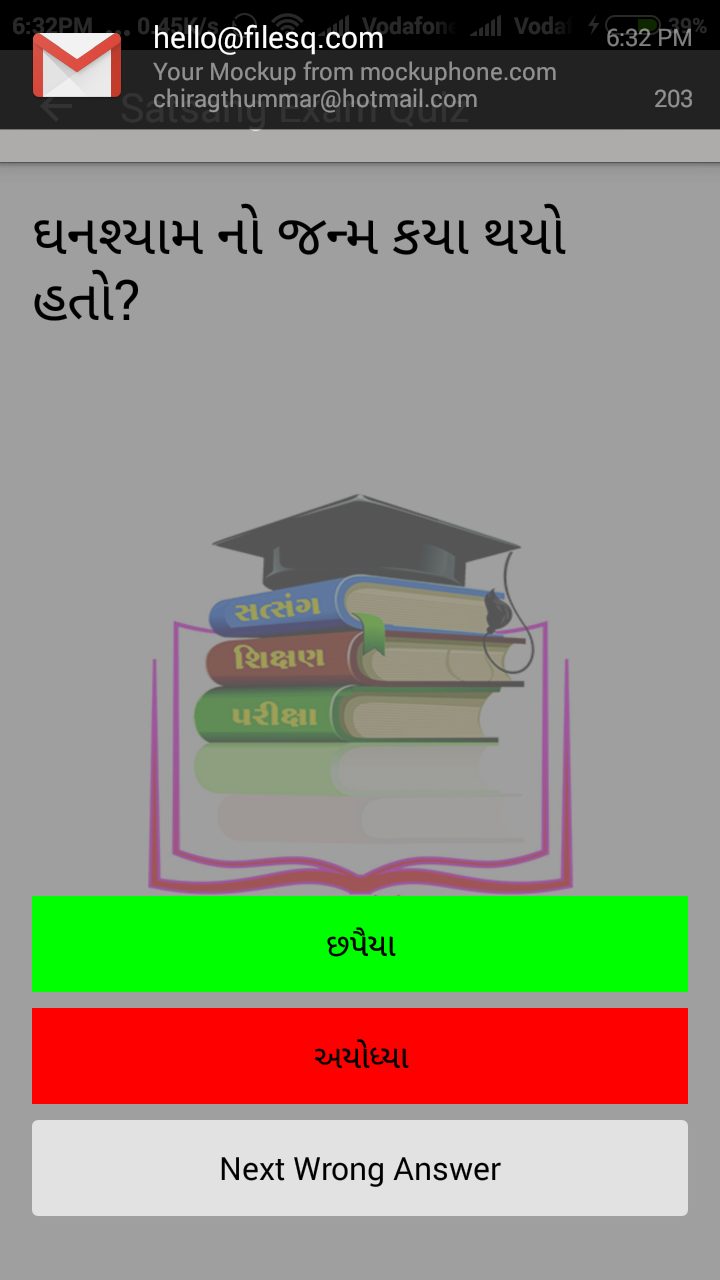 6:32PM
0.45K/s
Vodafone
Vodaf
39%
hello@filesq.com
6:32 PM
Your Mockup from mockuphone.com
chiragthummar@hotmail.com
203
Satsang Exam Quiz
ઘનશ્યામ નો જન્મ કયા થયો
હતો?
સત્સંગ
શિક્ષણ
પરીક્ષા
છપૈયા
અયોધ્યા
Next Wrong Answer